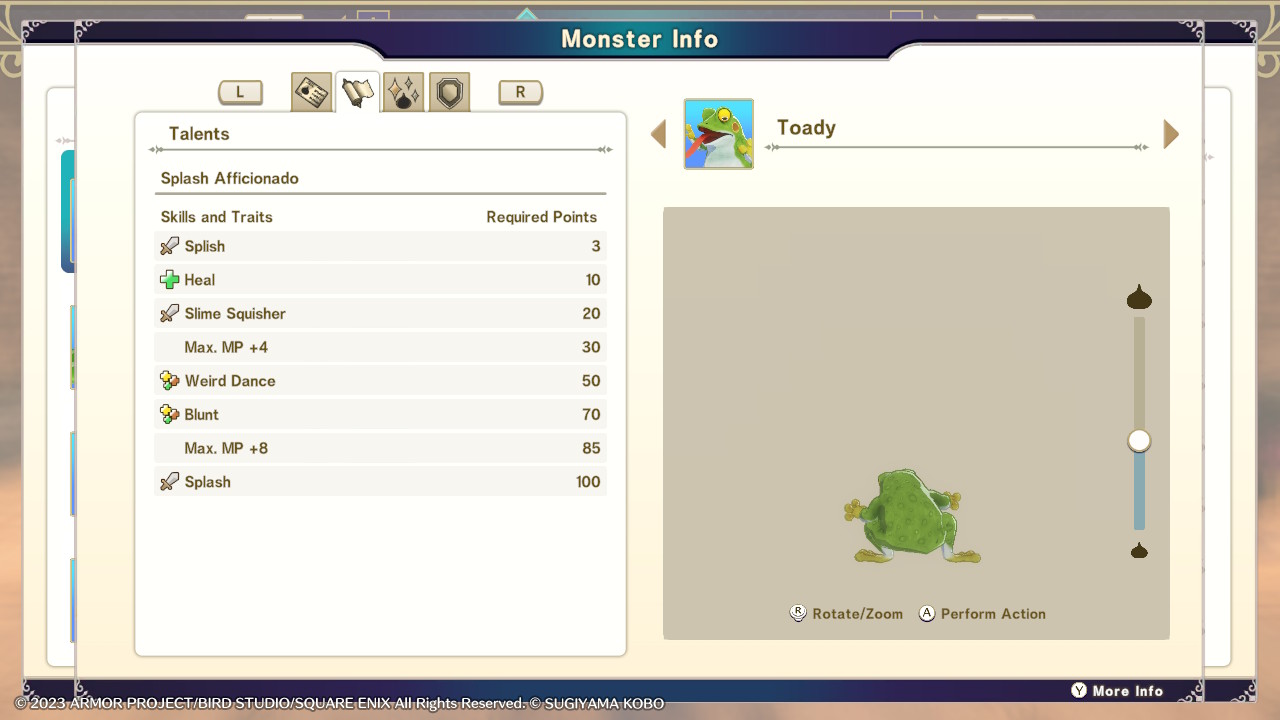 Monster Info
L
R
Talents
Splash Afficionado
Skills and Traits Required Points
Splish 3
Heal 10
Slime Squisher 20
Max. MP +4 30
Weird Dance 50
Blunt 70
Max. MP +8 85
Splash 100
Toady
R Rotate/Zoom A Perform Action
Y More Info
© 2023 ARMOR PROJECT/BIRD STUDIO/SQUARE ENIX All Rights Reserved. © SUGIYAMA KOBO